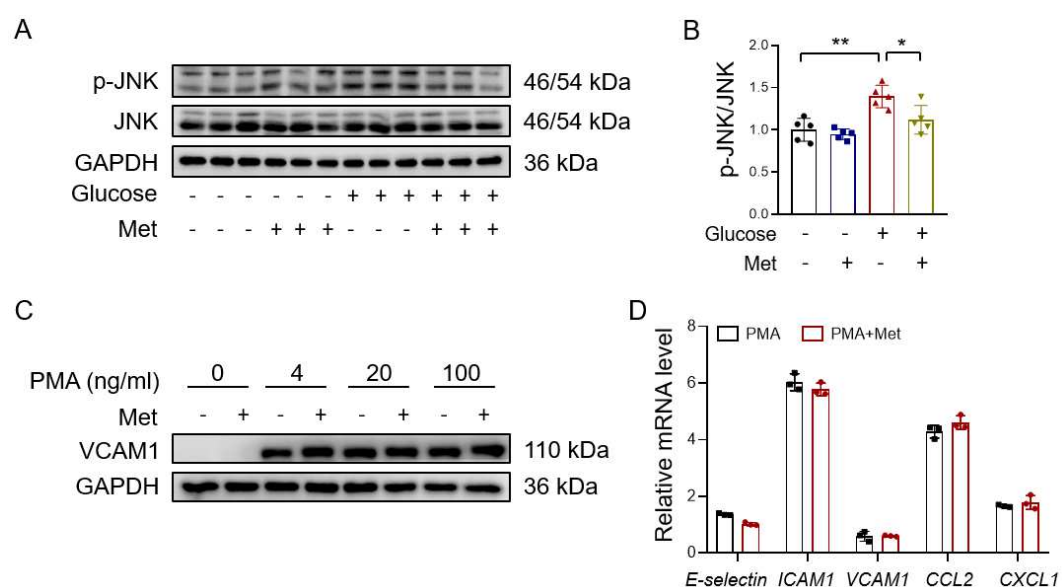 A
p-JNK 46/54 kDa
JNK 46/54 kDa
GAPDH 36 kDa
Glucose - - - - - - + + + + + +
Met - - - + + + - - - + + +
B
p-JNK/JNK
2.0
1.5
1.0
0.5
0.0
** *
Glucose - - + +
Met - + - +
C
PMA (ng/ml) 0 4 20 100
Met - + - + - + - +
VCAM1 110 kDa
GAPDH 36 kDa
D
Relative mRNA level
8
6
4
2
0
PMA PMA+Met
E-selectin ICAM1 VCAM1 CCL2 CXCL1